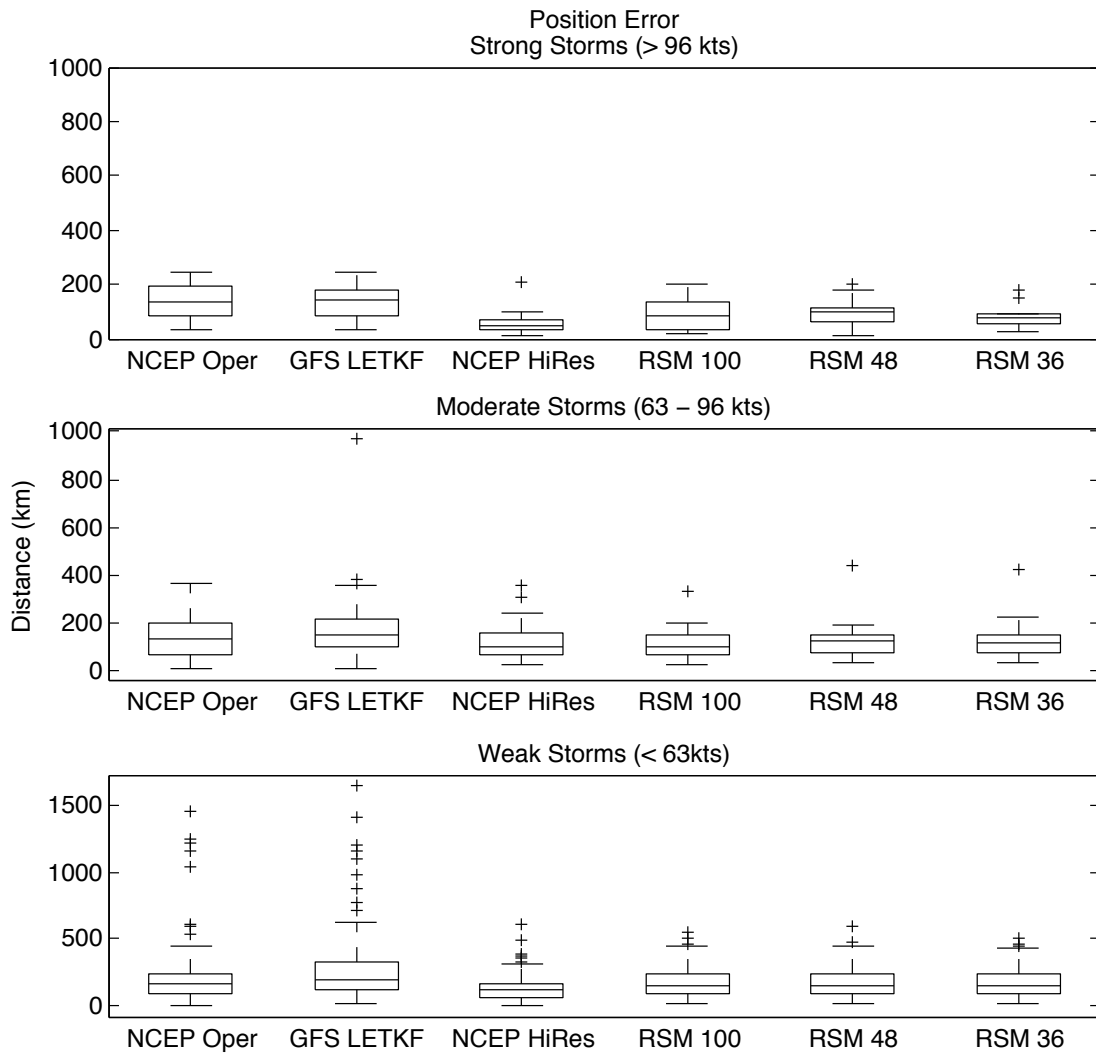 Position Error
Strong Storms (> 96 kts)
1000
800
600
400
200
0
NCEP Oper GFS LETKF NCEP HiRes RSM 100 RSM 48 RSM 36
Moderate Storms (63 – 96 kts)
1000
800
600
400
200
0
Distance (km)
NCEP Oper GFS LETKF NCEP HiRes RSM 100 RSM 48 RSM 36
Weak Storms (< 63kts)
1500
1000
500
0
NCEP Oper GFS LETKF NCEP HiRes RSM 100 RSM 48 RSM 36